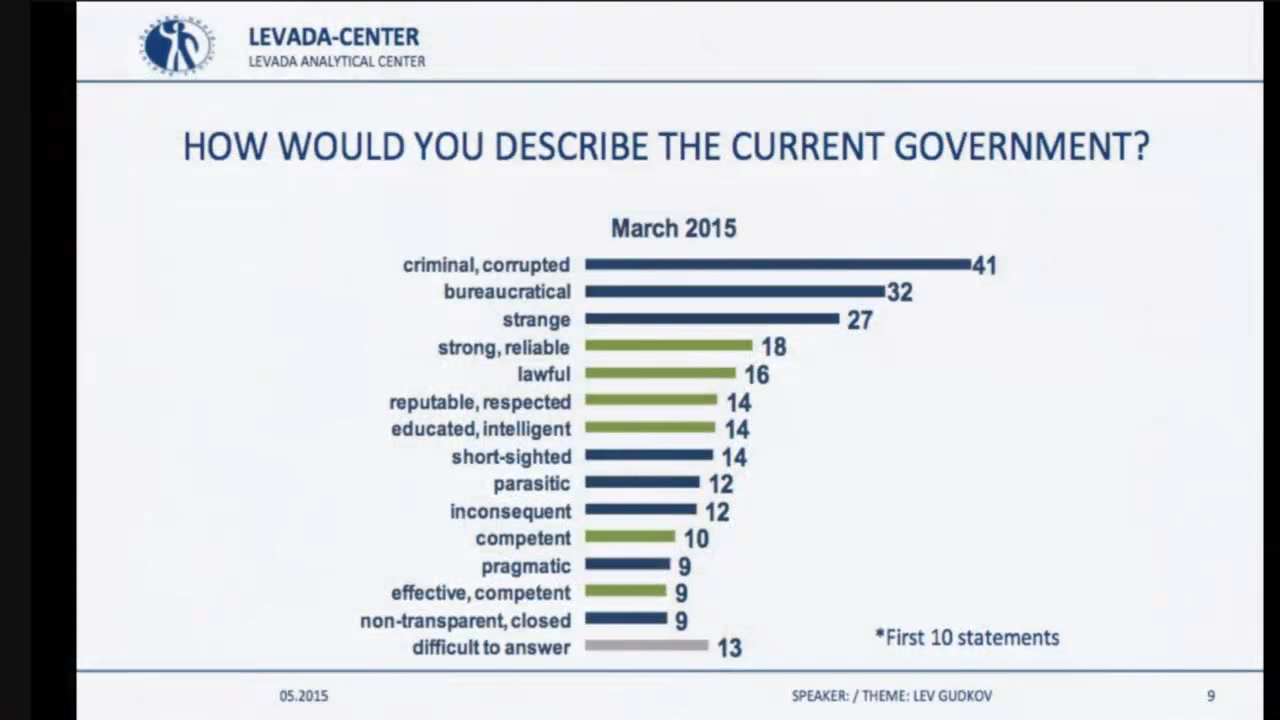 LEVADA-CENTER
LEVADA ANALYTICAL CENTER
HOW WOULD YOU DESCRIBE THE CURRENT GOVERNMENT?
March 2015
criminal, corrupted 41
bureaucratical 32
strange 27
strong, reliable 18
lawful 16
reputable, respected 14
educated, intelligent 14
short-sighted 14
parasitic 12
inconsequent 12
competent 10
pragmatic 9
effective, competent 9
non-transparent, closed 9
difficult to answer 13
*First 10 statements
05.2015 SPEAKER: / THEME: LEV GUDKOV 9